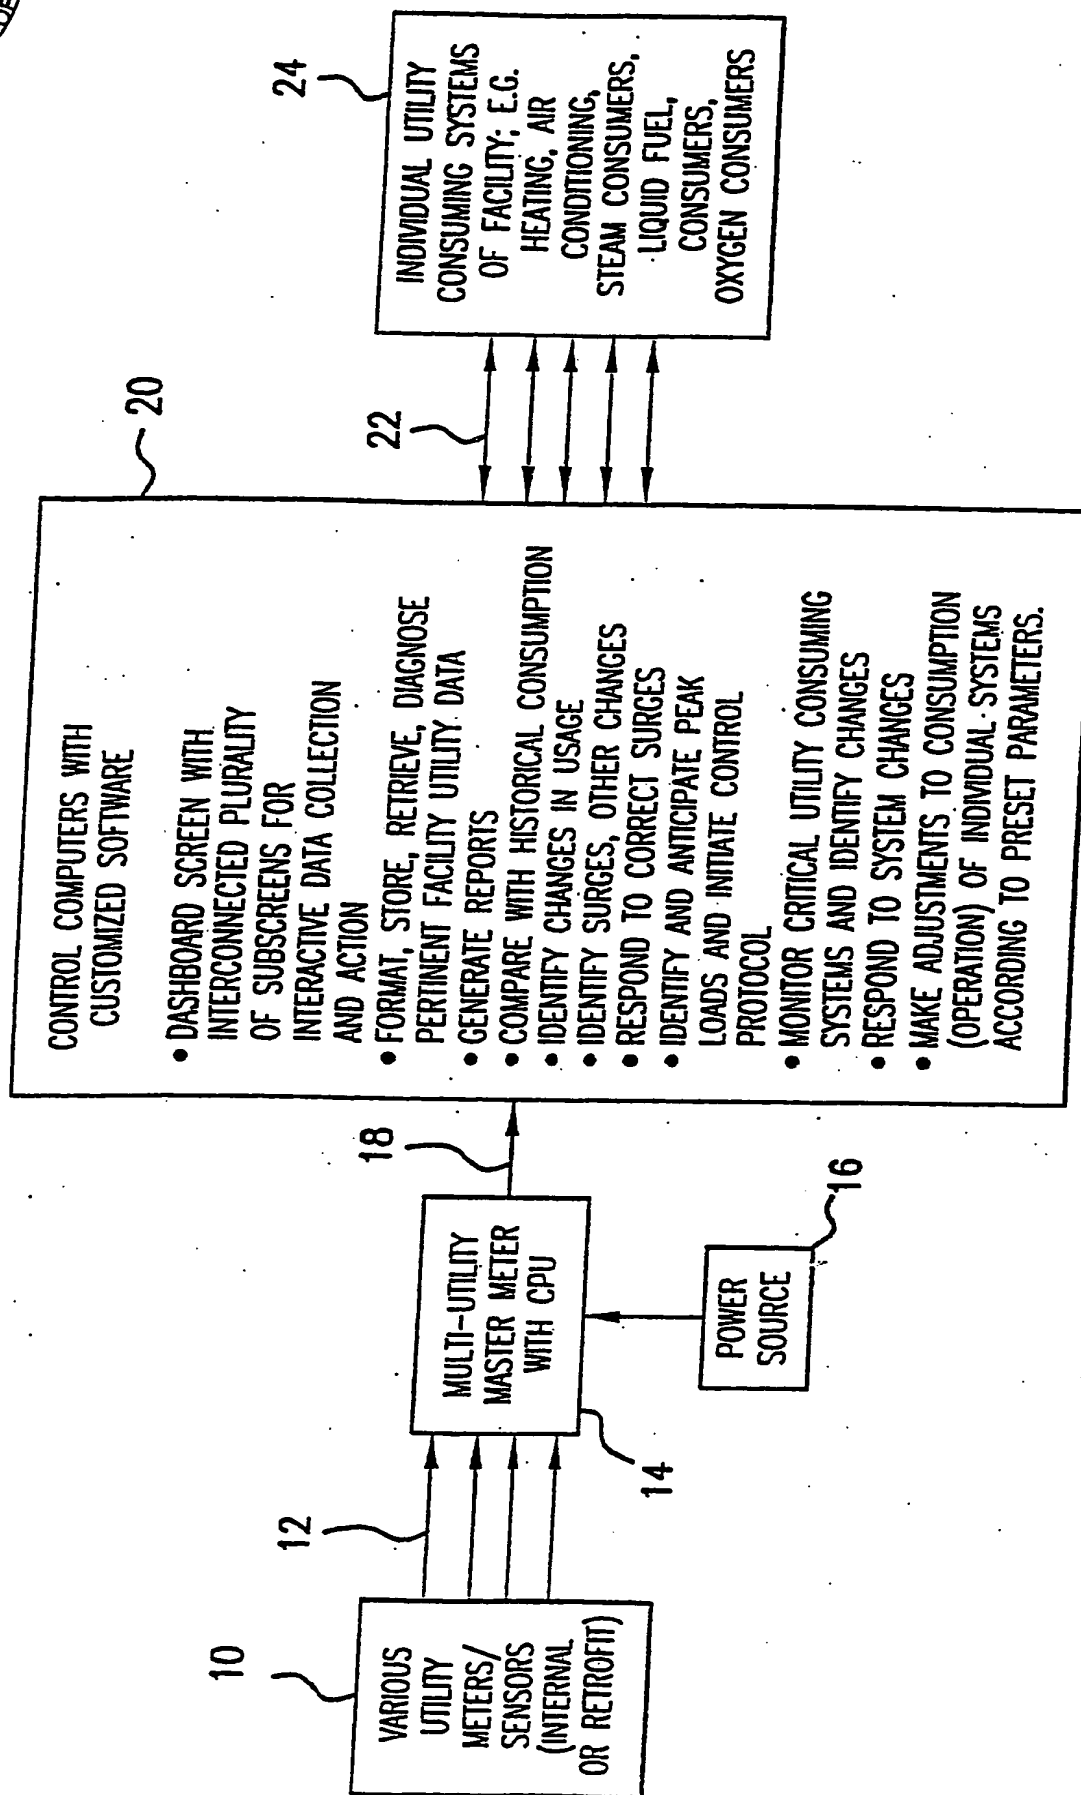 10
VARIOUS
UTILITY
METERS/
SENSORS
(INTERNAL
OR RETROFIT)
12
MULTI-UTILITY
MASTER METER
WITH CPU
14
POWER
SOURCE
16
18
CONTROL COMPUTERS WITH
CUSTOMIZED SOFTWARE
• DASHBOARD SCREEN WITH
INTERCONNECTED PLURALITY
OF SUBSCREENS FOR
INTERACTIVE DATA COLLECTION
AND ACTION
• FORMAT, STORE, RETRIEVE, DIAGNOSE
PERTINENT FACILITY UTILITY DATA
• GENERATE REPORTS
• COMPARE WITH HISTORICAL CONSUMPTION
• IDENTIFY CHANGES IN USAGE
• IDENTIFY SURGES, OTHER CHANGES
• RESPOND TO CORRECT SURGES
• IDENTIFY AND ANTICIPATE PEAK
LOADS AND INITIATE CONTROL
PROTOCOL
• MONITOR CRITICAL UTILITY CONSUMING
SYSTEMS AND IDENTIFY CHANGES
• RESPOND TO SYSTEM CHANGES
• MAKE ADJUSTMENTS TO CONSUMPTION
(OPERATION) OF INDIVIDUAL SYSTEMS
ACCORDING TO PRESET PARAMETERS.
20
22
24
INDIVIDUAL UTILITY
CONSUMING SYSTEMS
OF FACILITY; E.G.
HEATING, AIR
CONDITIONING,
STEAM CONSUMERS,
LIQUID FUEL,
CONSUMERS,
OXYGEN CONSUMERS